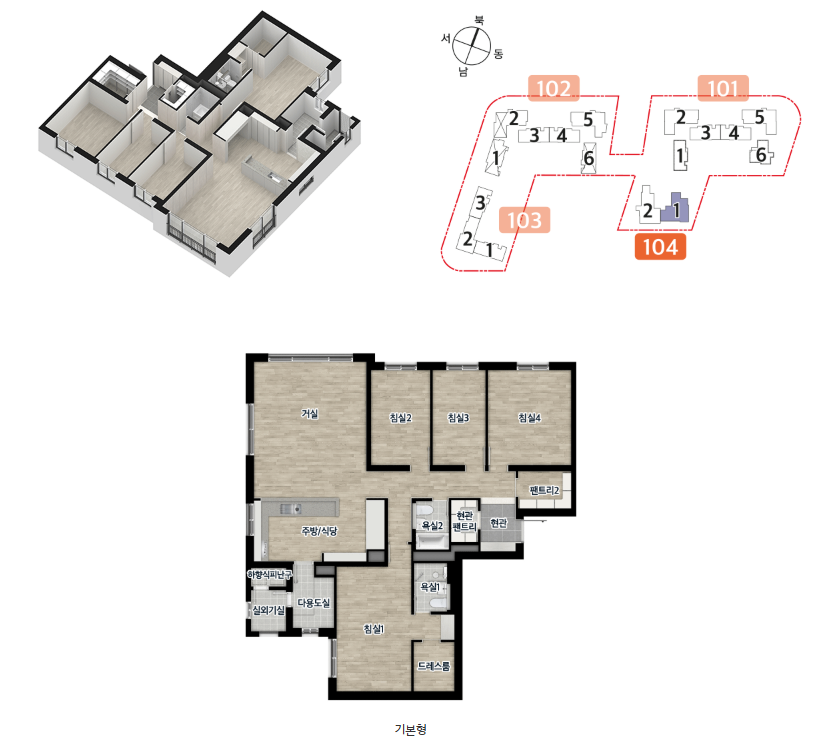 북
서
동
남
102
101
2
5
3
4
1
6
2
5
3
4
1
6
3
103
2
1
2
1
104
거실
침실2
침실3
침실4
팬트리2
주방/식당
욕실2
현관
팬트리
현관
하향식피난구
실외기실
다용도실
욕실1
침실1
드레스룸
기본형